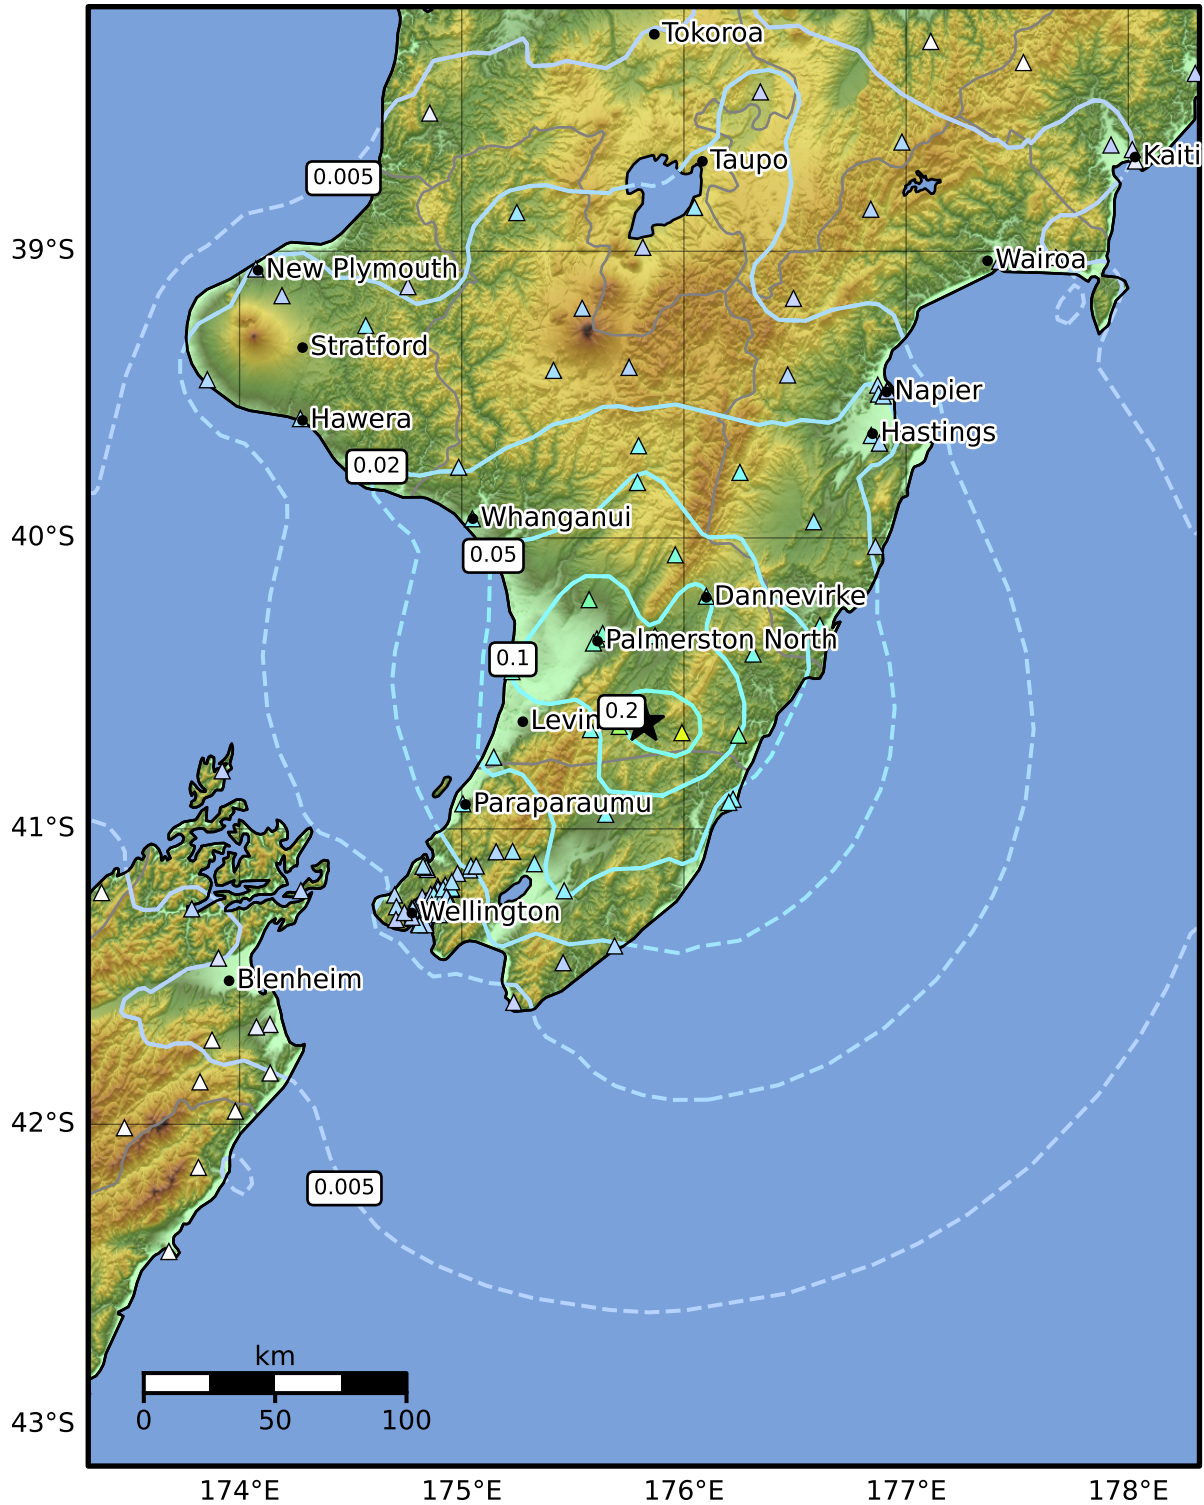 Tokoroa
Taupo
Kaiti
0.005
39°S
Wairoa
New Plymouth
Stratford
Napier
Hawera
Hastings
0.02
Whanganui
40°S
0.05
Dannevirke
Palmerston North
0.1
0.2
Levin
Paraparaumu
41°S
Wellington
Blenheim
42°S
0.005
km
0 50 100
43°S
174°E 175°E 176°E 177°E 178°E